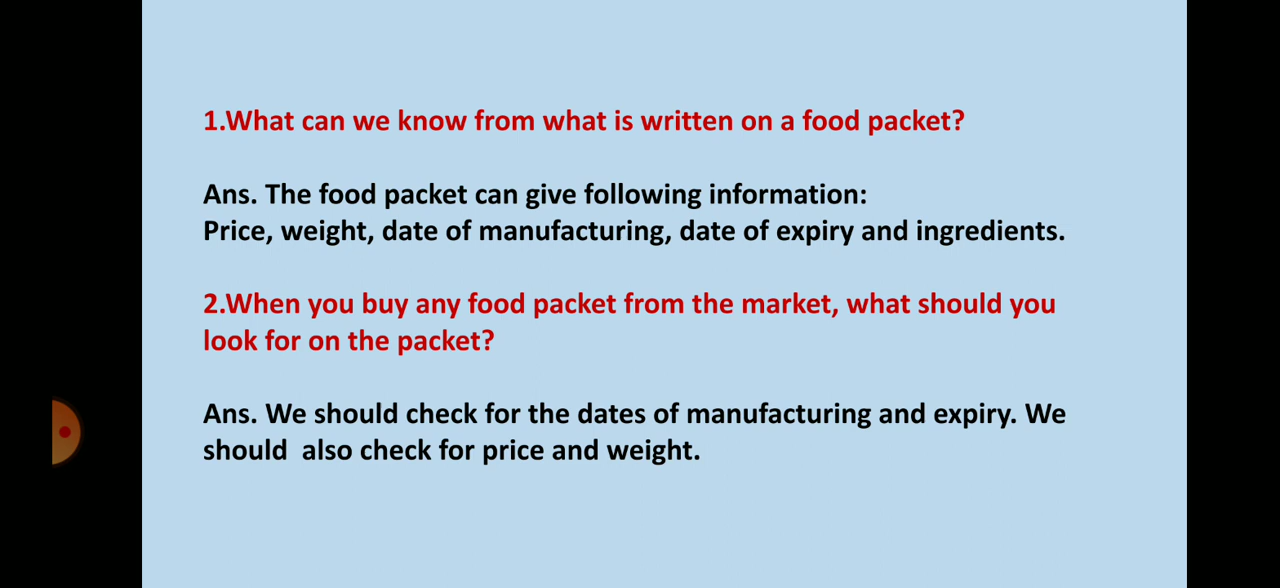 1.What can we know from what is written on a food packet?
Ans. The food packet can give following information:
Price, weight, date of manufacturing, date of expiry and ingredients.
2.When you buy any food packet from the market, what should you
look for on the packet?
Ans. We should check for the dates of manufacturing and expiry. We
should  also check for price and weight.